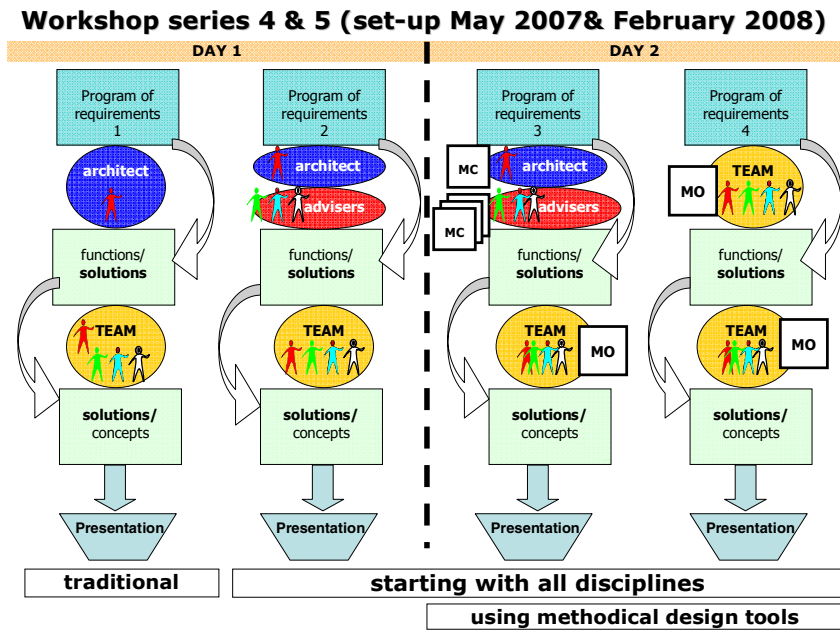 Workshop series 4 & 5 (set-up May 2007& February 2008)
DAY 1
DAY 2
Program of
requirements
1
architect
functions/
solutions
TEAM
solutions/
concepts
Presentation
Program of
requirements
2
architect
advisers
functions/
solutions
TEAM
solutions/
concepts
Presentation
Program of
requirements
3
MC
architect
MC
advisers
functions/
solutions
TEAM
MO
solutions/
concepts
Presentation
Program of
requirements
4
TEAM
MO
functions/
solutions
TEAM
MO
solutions/
concepts
Presentation
traditional
starting with all disciplines
using methodical design tools